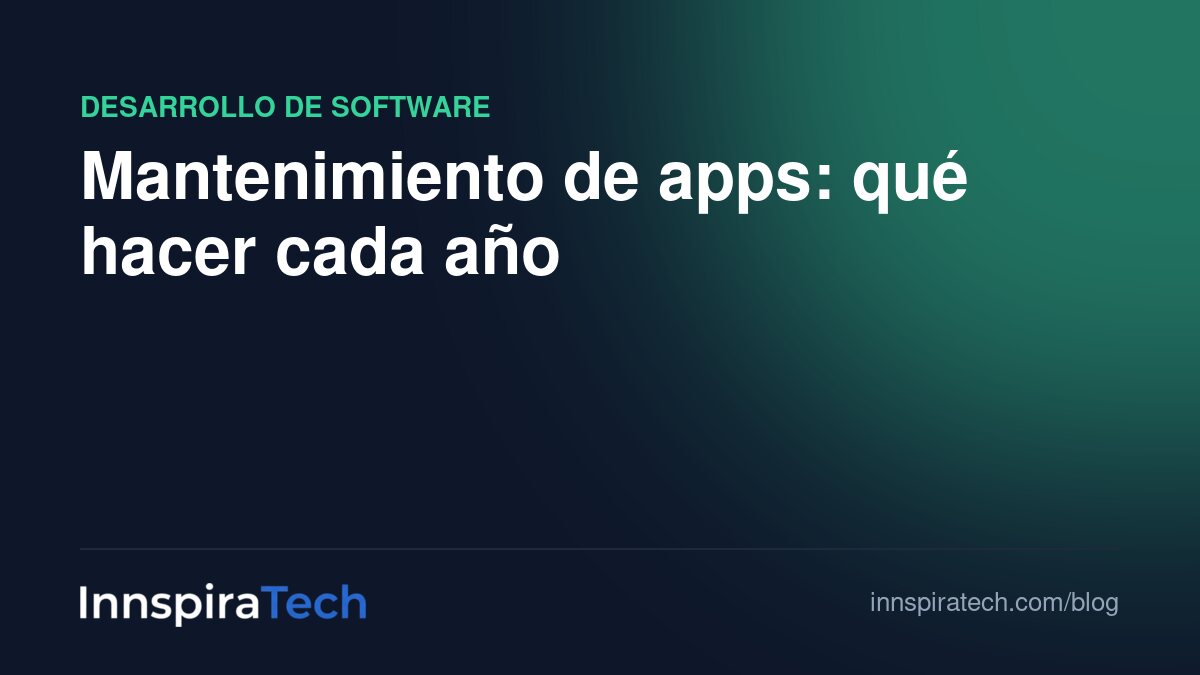 DESARROLLO DE SOFTWARE
Mantenimiento de apps: qué
hacer cada año
InnspiraTech
innspiratech.com/blog